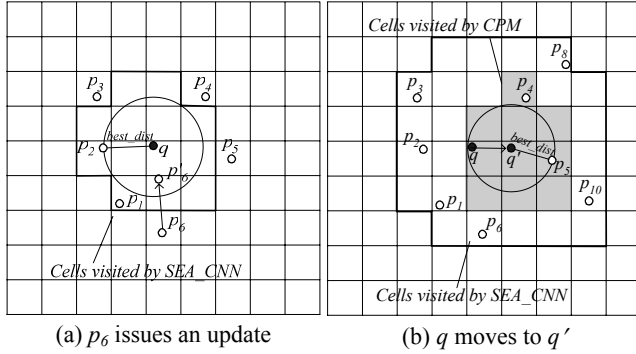 p3
p4
best_dist
p2
q
p'6
p5
p1
p6
Cells visited by SEA_CNN
(a) p6 issues an update
Cells visited by CPM
p8
p3
p4
p2
best_dist
q
q'
p5
p1
p10
p6
Cells visited by SEA_CNN
(b) q moves to q′